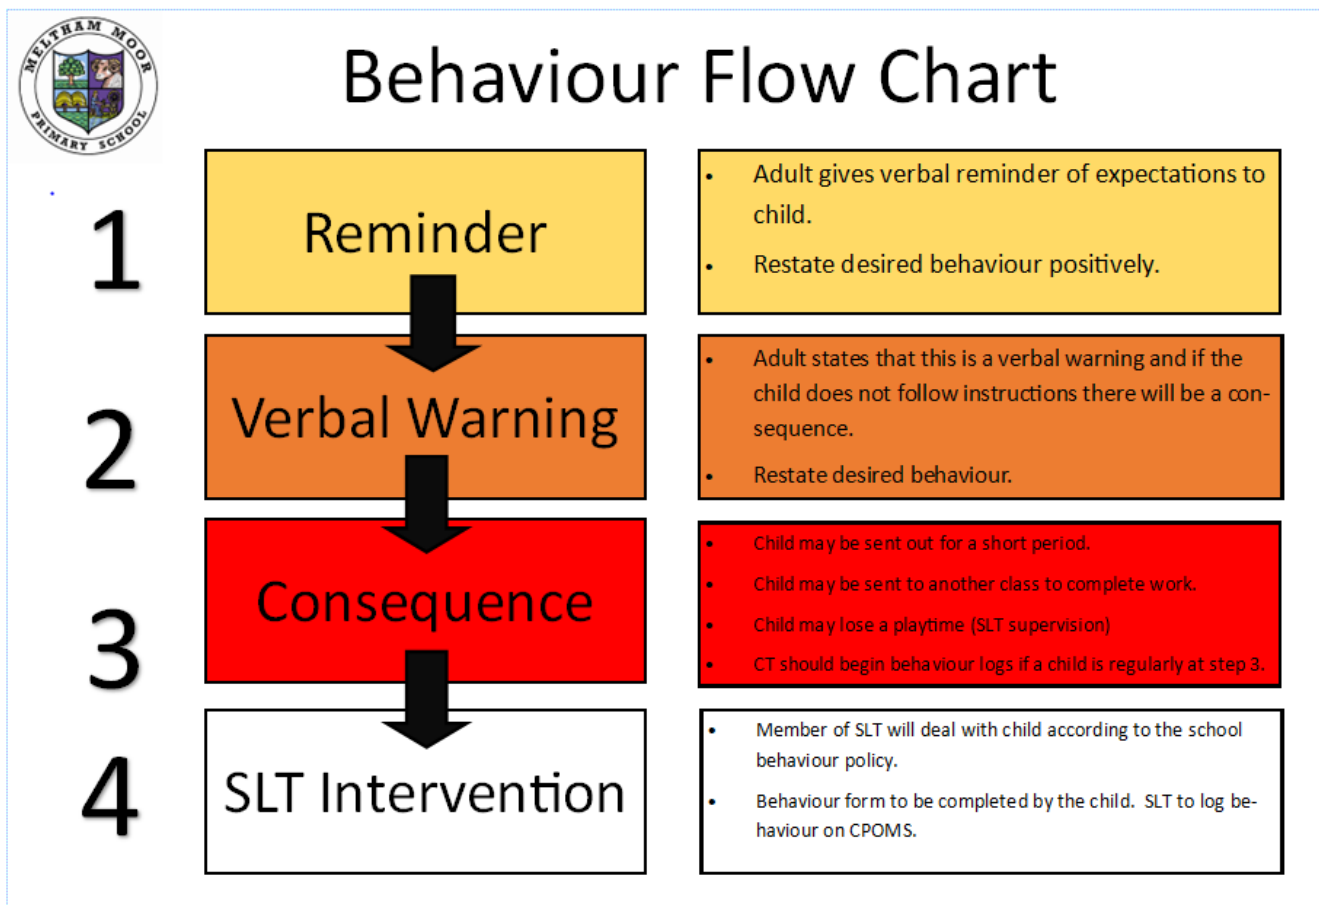 MELTHAM MOOR
PRIMARY SCHOOL
Behaviour Flow Chart
1
Reminder
• Adult gives verbal reminder of expectations to
child.
• Restate desired behaviour positively.
2
Verbal Warning
• Adult states that this is a verbal warning and if the
child does not follow instructions there will be a con-
sequence.
• Restate desired behaviour.
3
Consequence
• Child may be sent out for a short period.
• Child may be sent to another class to complete work.
• Child may lose a playtime (SLT supervision)
• CT should begin behaviour logs if a child is regularly at step 3.
4
SLT Intervention
• Member of SLT will deal with child according to the school
behaviour policy.
• Behaviour form to be completed by the child.  SLT to log be-
haviour on CPOMS.